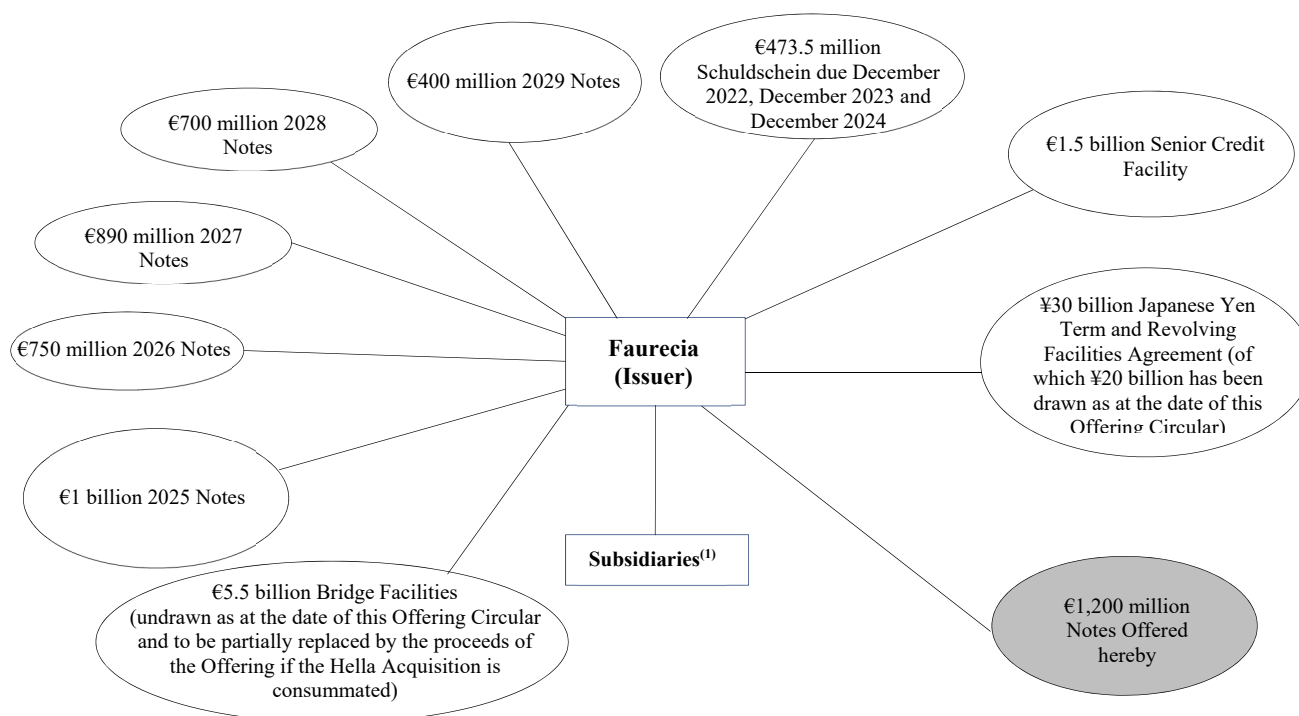 €473.5 million
Schuldschein due December
2022, December 2023 and
December 2024
€400 million 2029 Notes
€700 million 2028
Notes
€1.5 billion Senior Credit
Facility
€890 million 2027
Notes
¥30 billion Japanese Yen
Term and Revolving
Facilities Agreement (of
which ¥20 billion has been
drawn as at the date of this
Offering Circular)
€750 million 2026 Notes
Faurecia
(Issuer)
€1 billion 2025 Notes
Subsidiaries(1)
€5.5 billion Bridge Facilities
(undrawn as at the date of this Offering Circular
and to be partially replaced by the proceeds of
the Offering if the Hella Acquisition is
consummated)
€1,200 million
Notes Offered
hereby